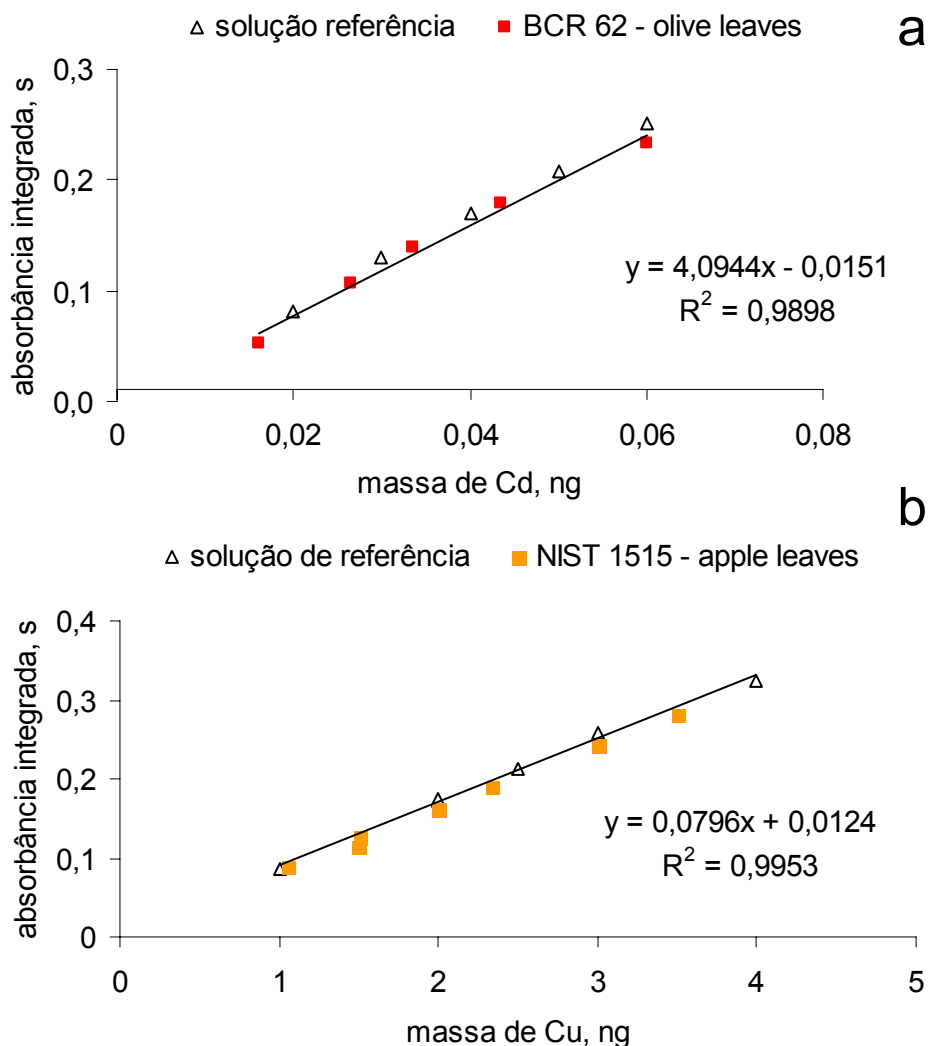 △ solução referência ■ BCR 62 - olive leaves
a
absorbância integrada, s
0,3
0,2
0,1
0,0
y = 4,0944x - 0,0151
R² = 0,9898
0 0,02 0,04 0,06 0,08
massa de Cd, ng
b
△ solução de referência ■ NIST 1515 - apple leaves
absorbância integrada, s
0,4
0,3
0,2
0,1
0
y = 0,0796x + 0,0124
R² = 0,9953
0 1 2 3 4 5
massa de Cu, ng